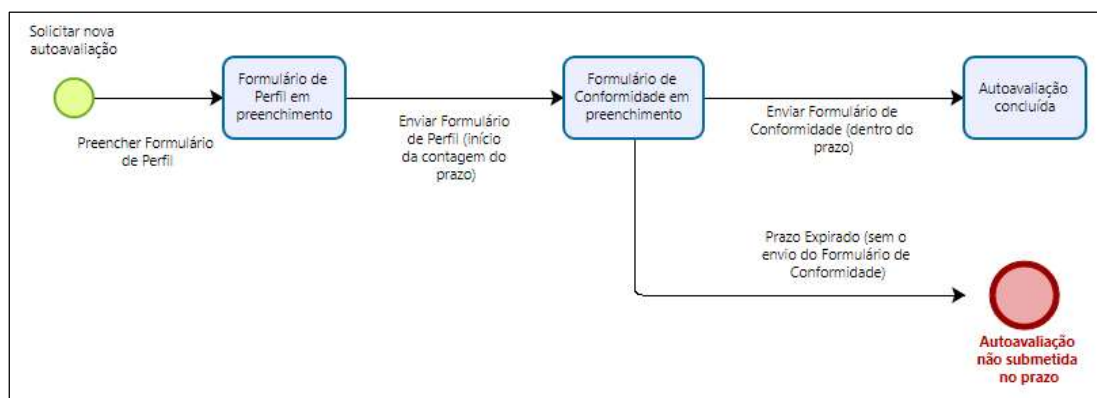 Solicitar nova
autoavaliação
Formulário de
Perfil em
preenchimento
Formulário de
Conformidade em
preenchimento
Autoavaliação
concluída
Preencher Formulário
de Perfil
Enviar Formulário
de Perfil (início
da contagem do
prazo)
Enviar Formulário de
Conformidade (dentro do
prazo)
Prazo Expirado (sem o
envio do Formulário de
Conformidade)
Autoavaliação
não submetida
no prazo